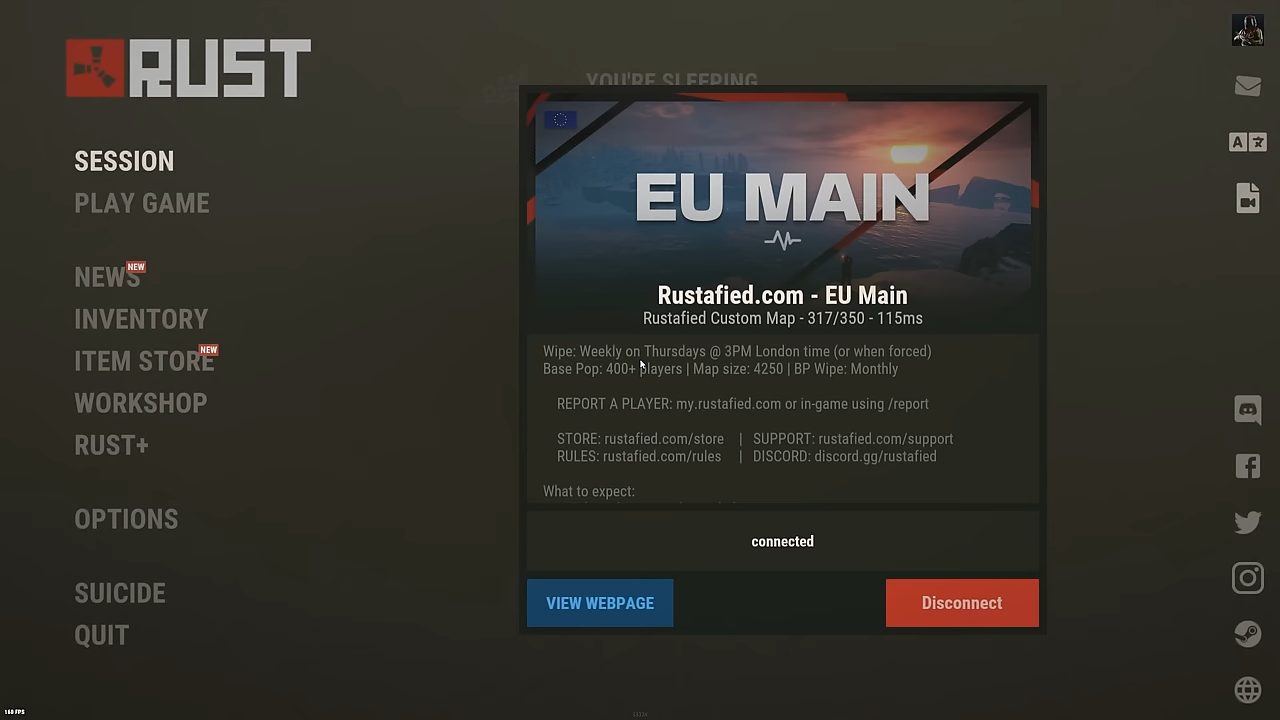 RUST
YOU'RE SLEEPING
SESSION
PLAY GAME
NEWS NEW
INVENTORY
ITEM STORE NEW
WORKSHOP
RUST+
OPTIONS
SUICIDE
QUIT
EU MAIN
Rustafied.com - EU Main
Rustafied Custom Map - 317/350 - 115ms
Wipe: Weekly on Thursdays @ 3PM London time (or when forced)
Base Pop: 400+ players | Map size: 4250 | BP Wipe: Monthly
REPORT A PLAYER: my.rustafied.com or in-game using /report
STORE: rustafied.com/store | SUPPORT: rustafied.com/support
RULES: rustafied.com/rules | DISCORD: discord.gg/rustafied
What to expect:
connected
VIEW WEBPAGE
Disconnect
A 文
FPS